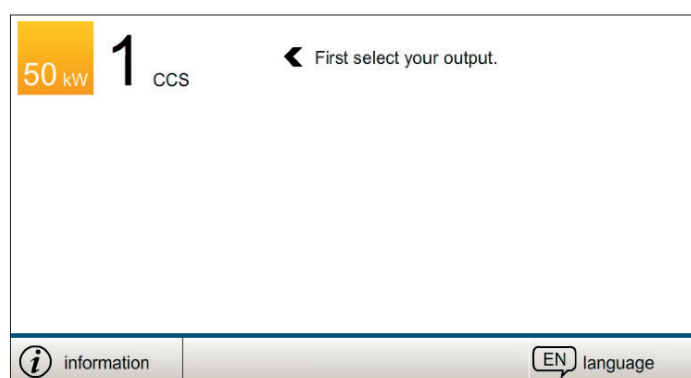 50 kW 1 CCS
First select your output.
i information
EN language